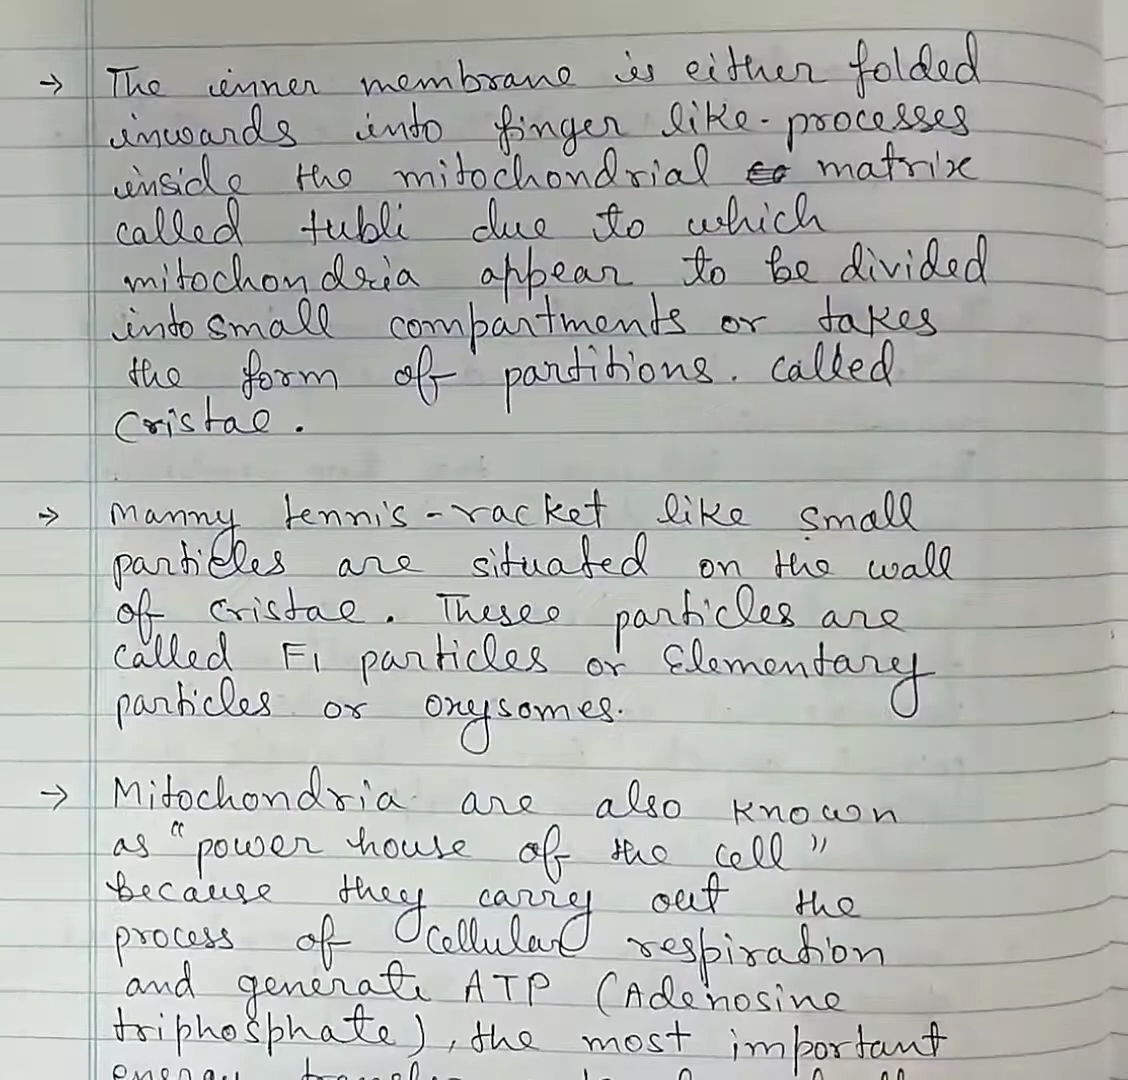 → The inner membrane is either folded
inwards into finger like-processes
inside the mitochondrial matrix
called tubli due to which
mitochondria appear to be divided
into small compartments or takes
the form of partitions. called
Cristae.
→ Manny tennis-racket like small
particles are situated on the wall
of cristae. Thesee particles are
called F1 particles or Elementary
particles or oxysomes.
→ Mitochondria are also known
as "power house of the cell"
because they carry out the
process of cellular respiration
and generate ATP (Adenosine
triphosphate), the most important
energy